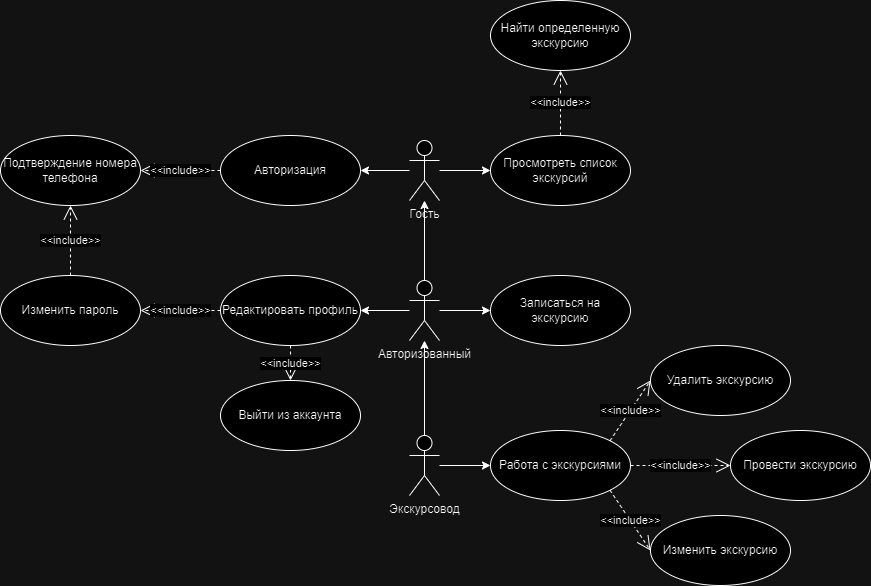 Найти определенную
экскурсию
<<include>>
Подтверждение номера
телефона
<<include>>
Авторизация
Гость
Просмотреть список
экскурсий
<<include>>
Изменить пароль
<<include>>
Редактировать профиль
Авторизованный
Записаться на
экскурсию
<<include>>
Выйти из аккаунта
Удалить экскурсию
<<include>>
Экскурсовод
Работа с экскурсиями
<<include>>
Провести экскурсию
<<include>>
Изменить экскурсию